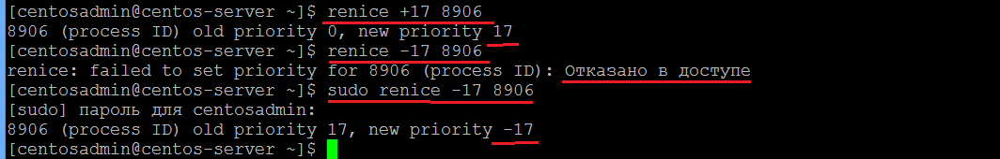 [centosadmin@centos-server ~]$ renice +17 8906
8906 (process ID) old priority 0, new priority 17
[centosadmin@centos-server ~]$ renice -17 8906
renice: failed to set priority for 8906 (process ID): Отказано в доступе
[centosadmin@centos-server ~]$ sudo renice -17 8906
[sudo] пароль для centosadmin:
8906 (process ID) old priority 17, new priority -17
[centosadmin@centos-server ~]$